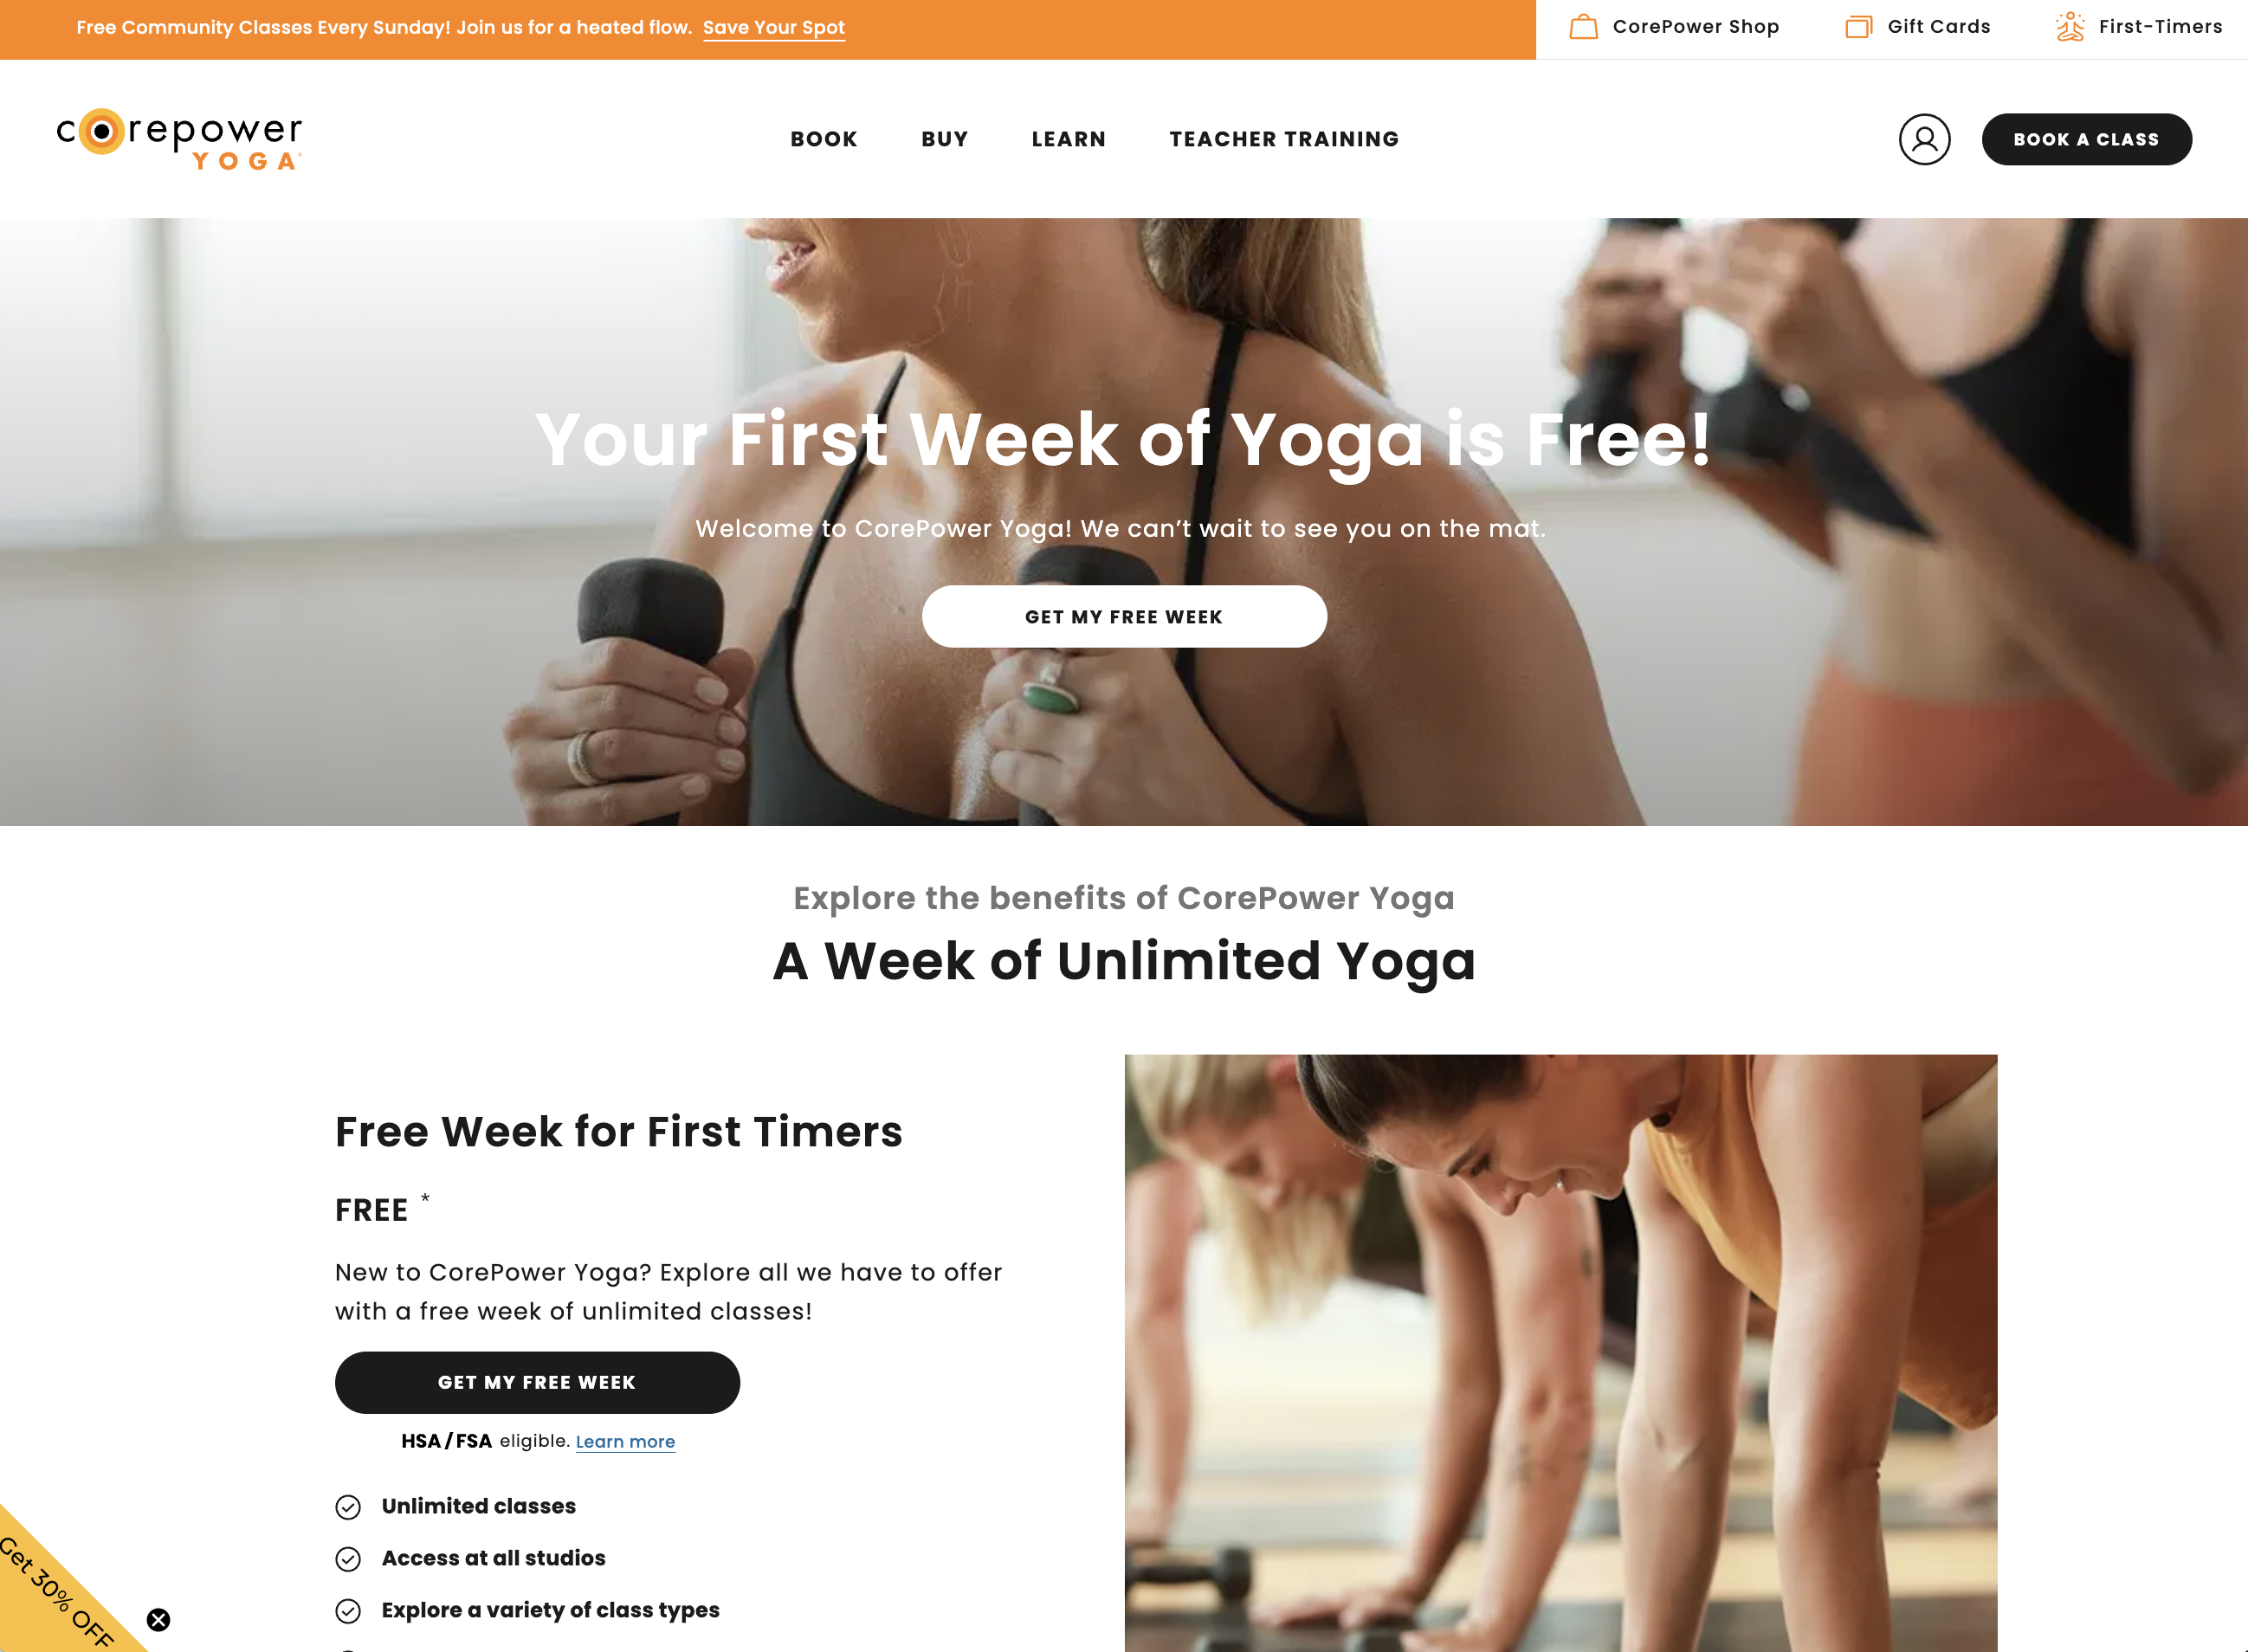 Free Community Classes Every Sunday! Join us for a heated flow. Save Your Spot
CorePower Shop
Gift Cards
First-Timers
corepower
YOGA
BOOK
BUY
LEARN
TEACHER TRAINING
BOOK A CLASS
Your First Week of Yoga is Free!
Welcome to CorePower Yoga! We can’t wait to see you on the mat.
GET MY FREE WEEK
Explore the benefits of CorePower Yoga
A Week of Unlimited Yoga
Free Week for First Timers
FREE *
New to CorePower Yoga? Explore all we have to offer
with a free week of unlimited classes!
GET MY FREE WEEK
HSA/FSA eligible. Learn more
Unlimited classes
Access at all studios
Explore a variety of class types
Get 30% OFF